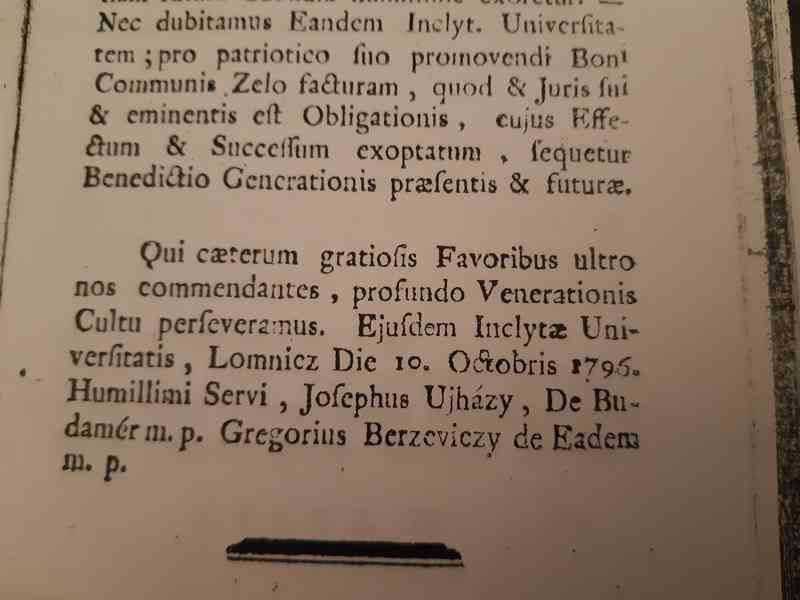 Nec dubitamus Eandem Inclyt. Univerſita-
tem ; pro patriotico ſuo promovendi Boni
Communis Zelo facturam , quod & Juris ſui
& eminentis eſt Obligationis , cujus Effe-
ctum & Succeſſum exoptatum , ſequetur
Benedictio Generationis præſentis & futuræ.
Qui cæterum gratioſis Favoribus ultro
nos commendantes , profundo Venerationis
Cultu perſeveramus. Ejuſdem Inclytæ Uni-
verſitatis , Lomnicz Die 10. Octobris 1796.
Humillimi Servi , Joſephus Ujházy , De Bu-
damér m. p. Gregorius Berzeviczy de Eadem
m. p.